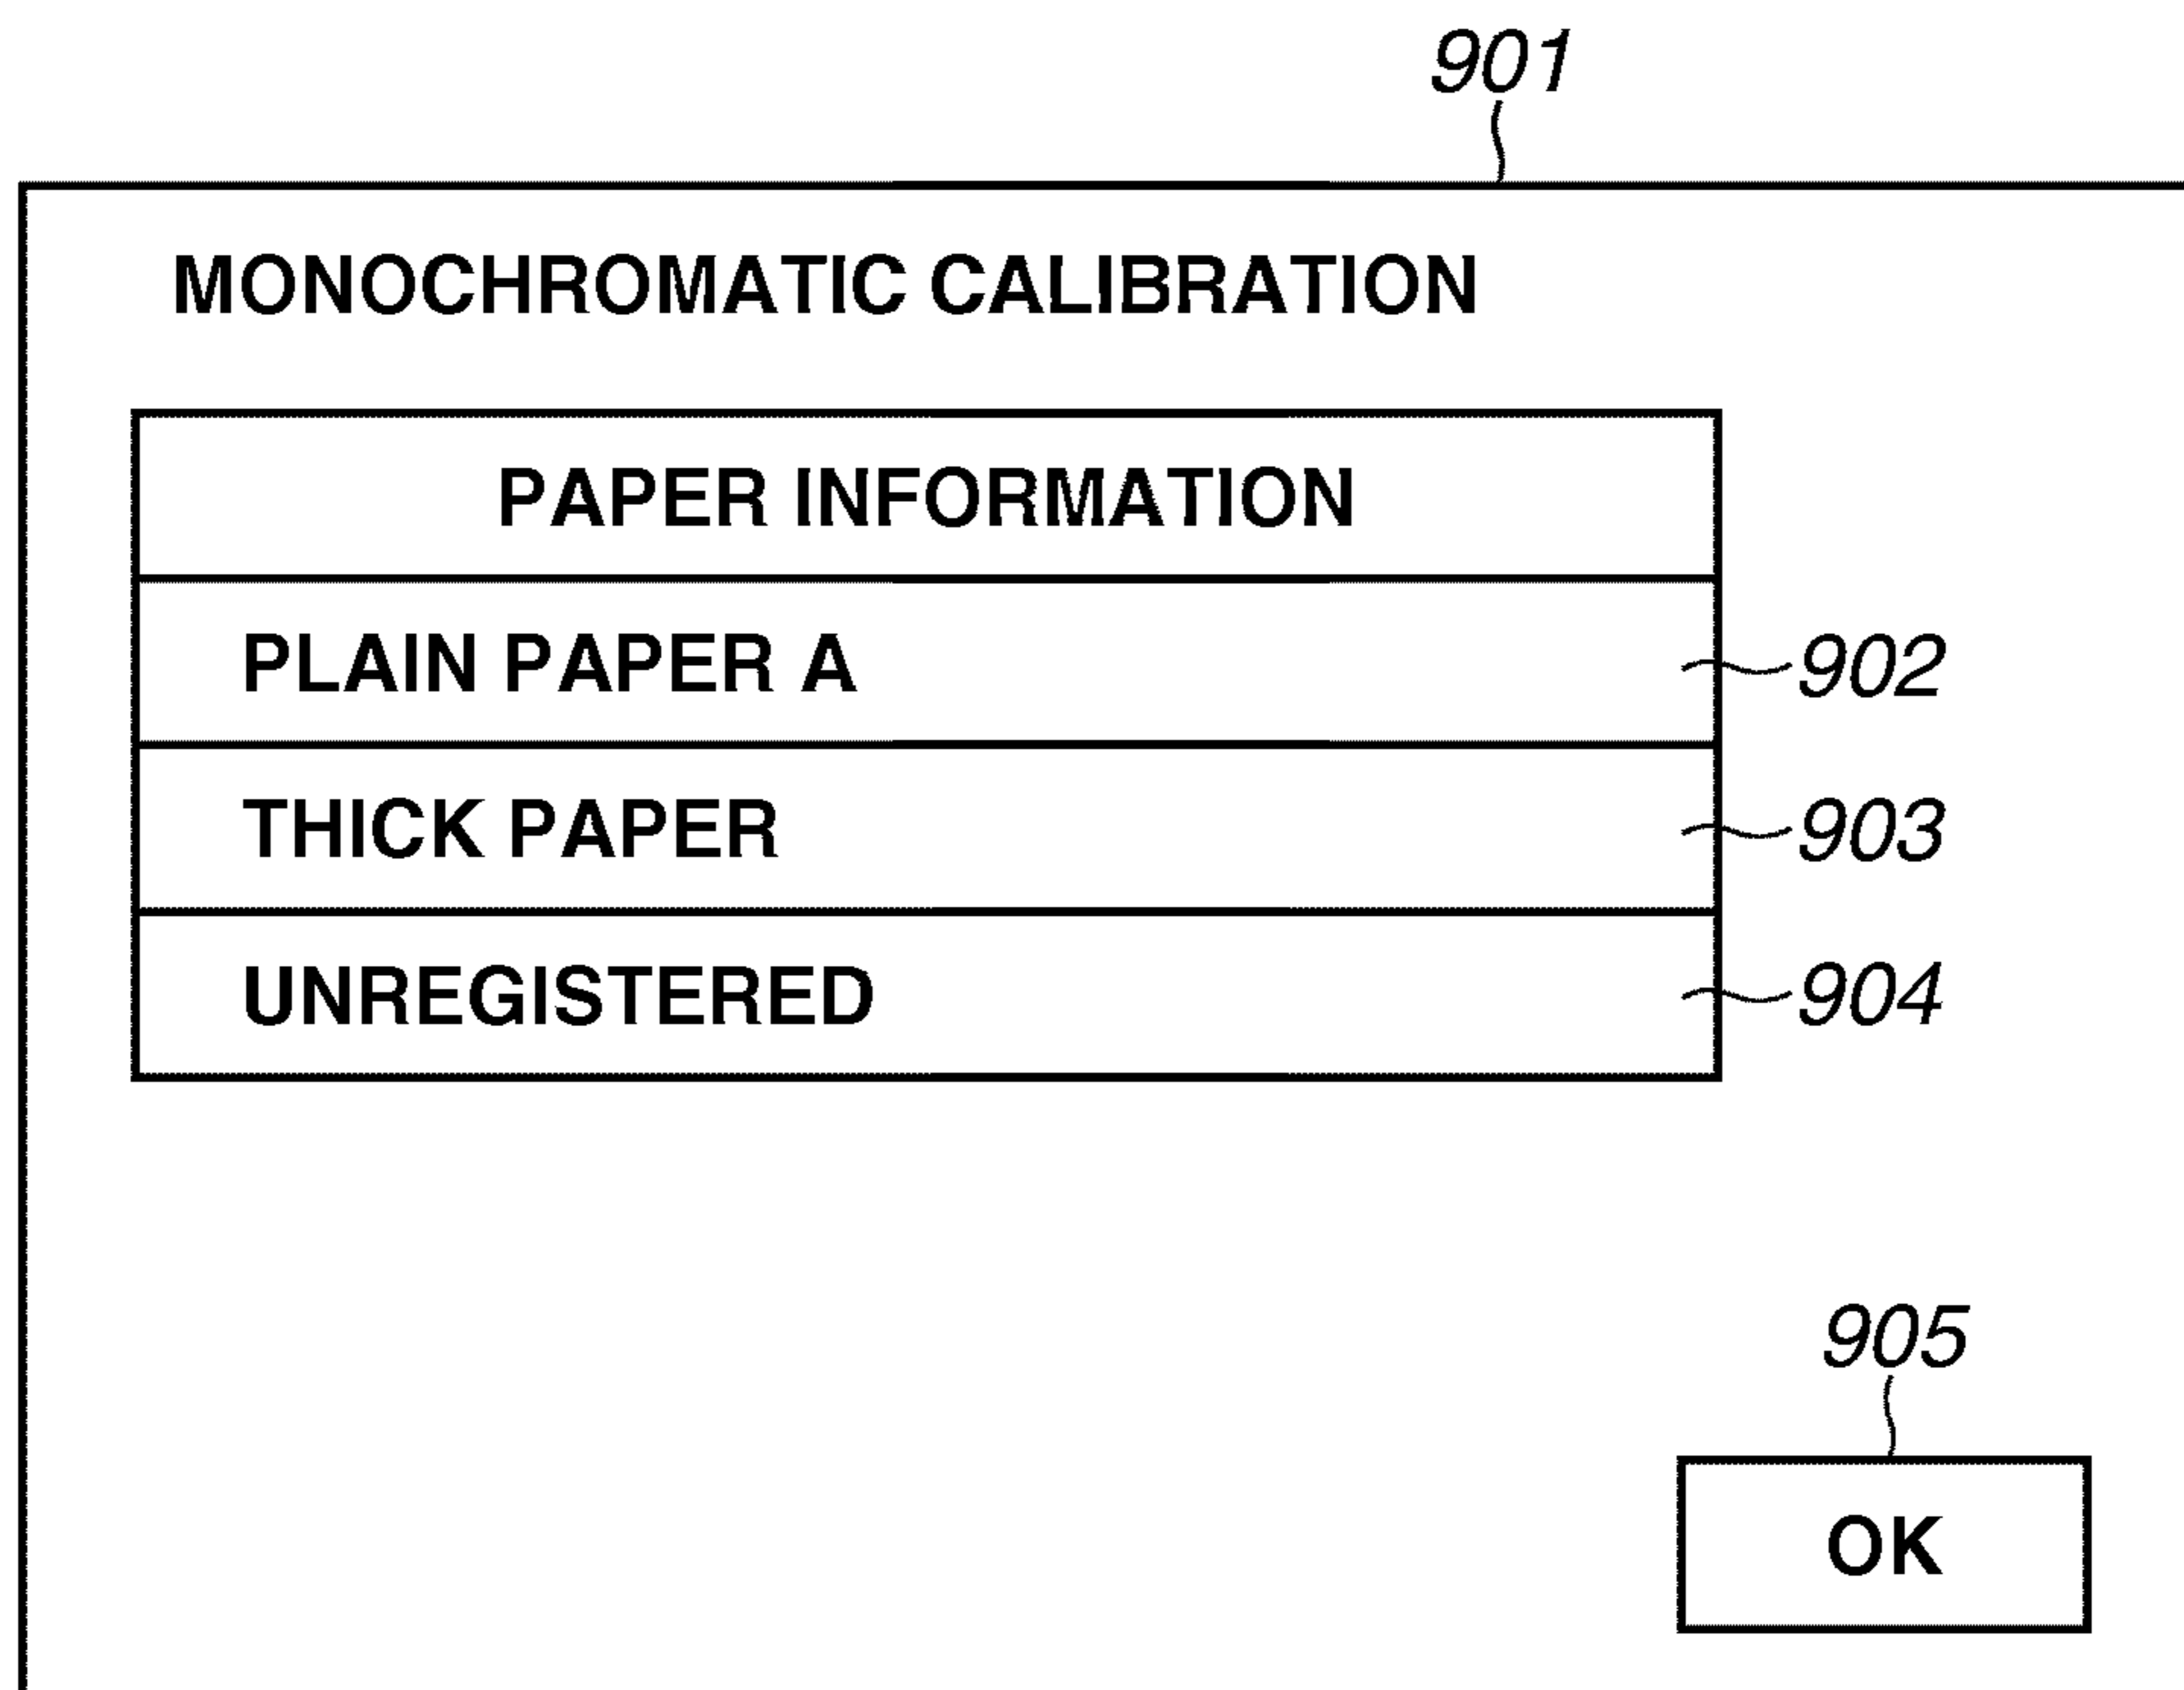 901
MONOCHROMATIC CALIBRATION
PAPER INFORMATION
PLAIN PAPER A 902
THICK PAPER 903
UNREGISTERED 904
905
OK